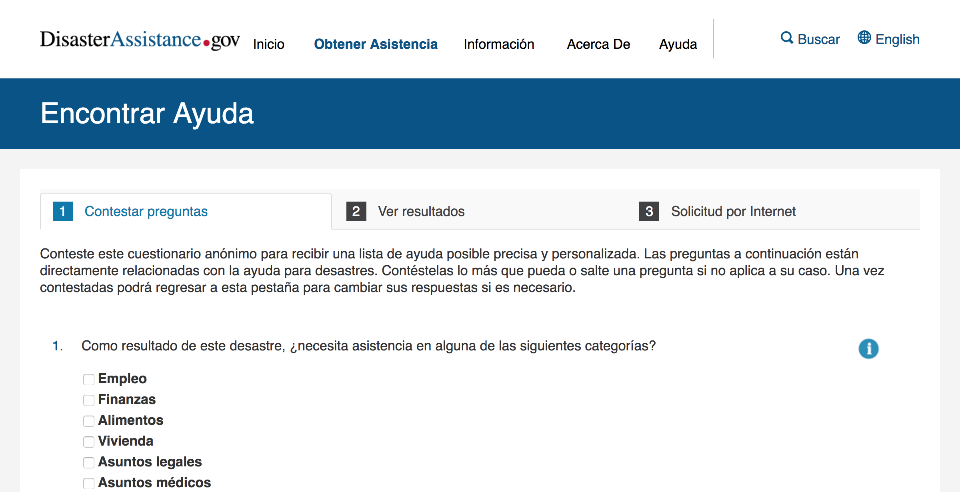 DisasterAssistance.gov Inicio Obtener Asistencia Información Acerca De Ayuda Buscar English
Encontrar Ayuda
1 Contestar preguntas 2 Ver resultados 3 Solicitud por Internet
Conteste este cuestionario anónimo para recibir una lista de ayuda posible precisa y personalizada. Las preguntas a continuación están
directamente relacionadas con la ayuda para desastres. Contéstelas lo más que pueda o salte una pregunta si no aplica a su caso. Una vez
contestadas podrá regresar a esta pestaña para cambiar sus respuestas si es necesario.
1. Como resultado de este desastre, ¿necesita asistencia en alguna de las siguientes categorías?
Empleo
Finanzas
Alimentos
Vivienda
Asuntos legales
Asuntos médicos